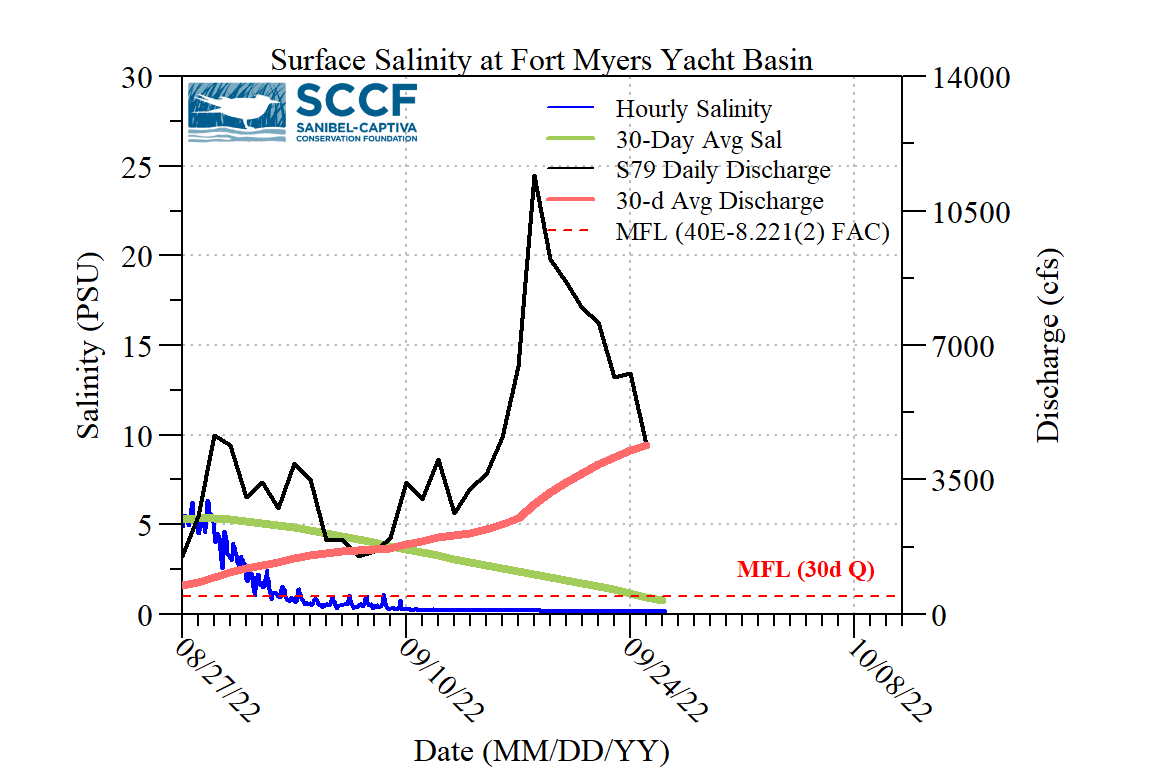 Surface Salinity at Fort Myers Yacht Basin
SCCF
SANIBEL-CAPTIVA
CONSERVATION FOUNDATION
Hourly Salinity
30-Day Avg Sal
S79 Daily Discharge
30-d Avg Discharge
MFL (40E-8.221(2) FAC)
Salinity (PSU)
30
25
20
15
10
5
0
14000
10500
7000
3500
0
Discharge (cfs)
MFL (30d Q)
08/27/22
09/10/22
09/24/22
10/08/22
Date (MM/DD/YY)